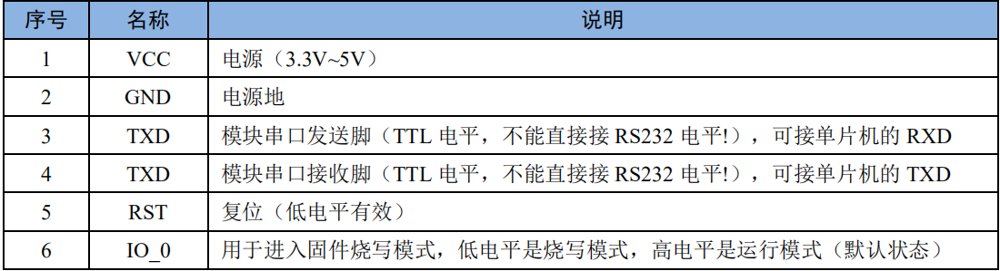 序号 名称 说明
1 VCC 电源（3.3V~5V）
2 GND 电源地
3 TXD 模块串口发送脚（TTL 电平，不能直接接 RS232 电平!），可接单片机的 RXD
4 TXD 模块串口接收脚（TTL 电平，不能直接接 RS232 电平!），可接单片机的 TXD
5 RST 复位（低电平有效）
6 IO_0 用于进入固件烧写模式，低电平是烧写模式，高电平是运行模式（默认状态）